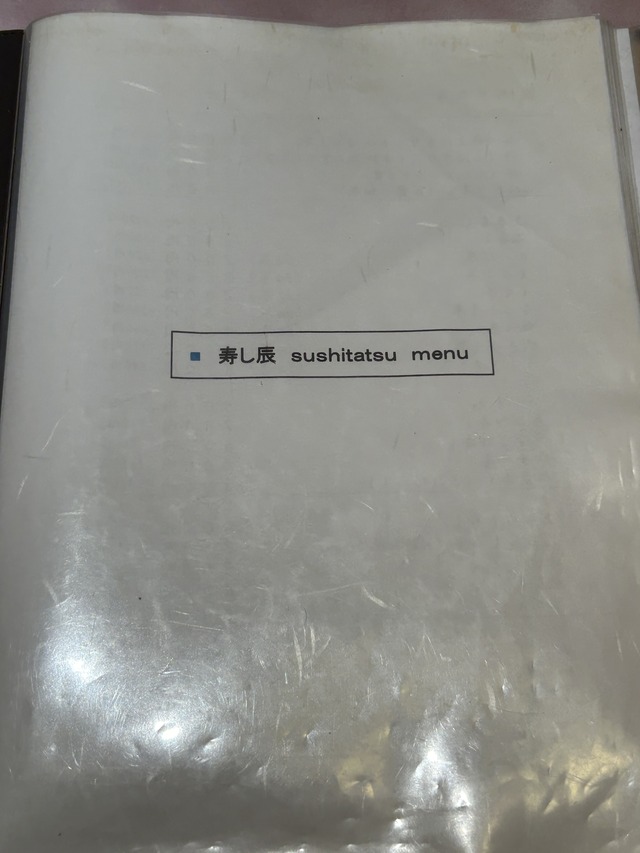 ■ 寿し辰 sushitatsu menu